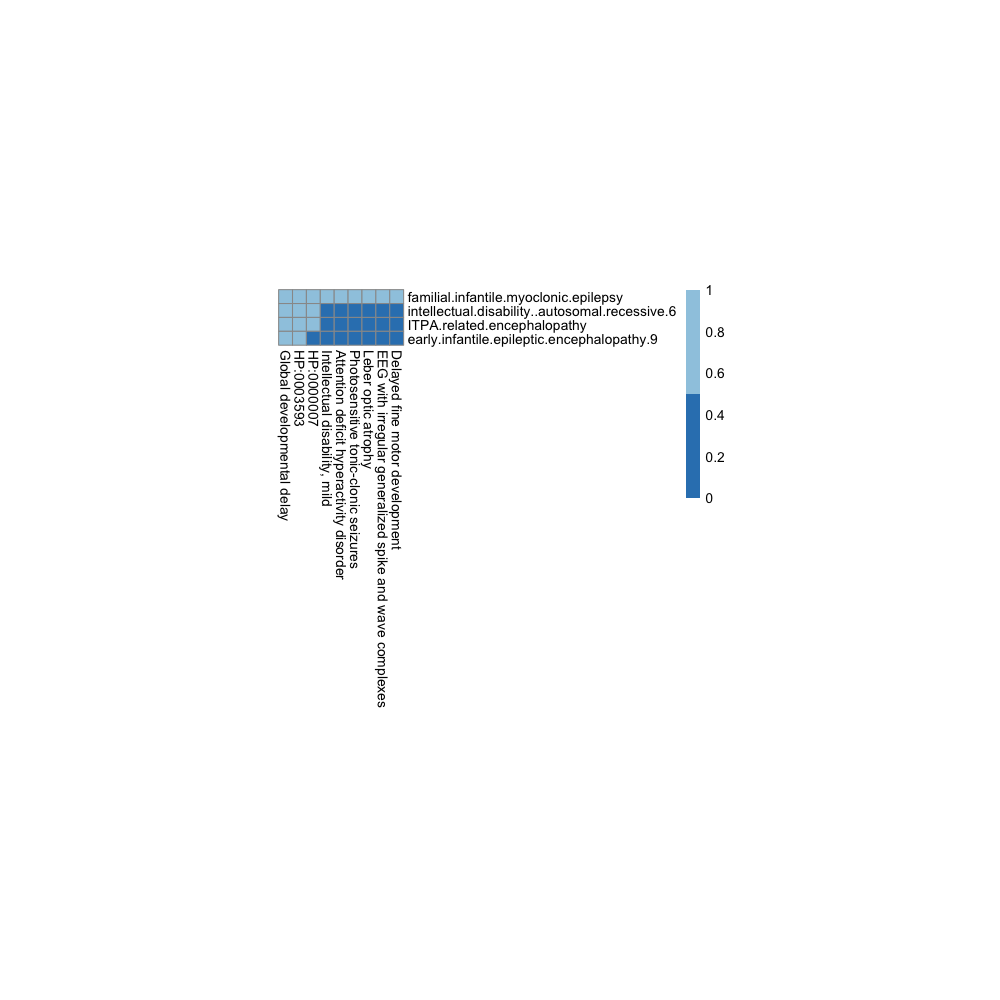 familial.infantile.myoclonic.epilepsy
intellectual.disability..autosomal.recessive.6
ITPA.related.encephalopathy
early.infantile.epileptic.encephalopathy.9
1
0.8
0.6
0.4
0.2
0
Global developmental delay
HP:0003593
HP:0000007
Intellectual disability, mild
Attention deficit hyperactivity disorder
Photosensitive tonic-clonic seizures
Leber optic atrophy
EEG with irregular generalized spike and wave complexes
Delayed fine motor development